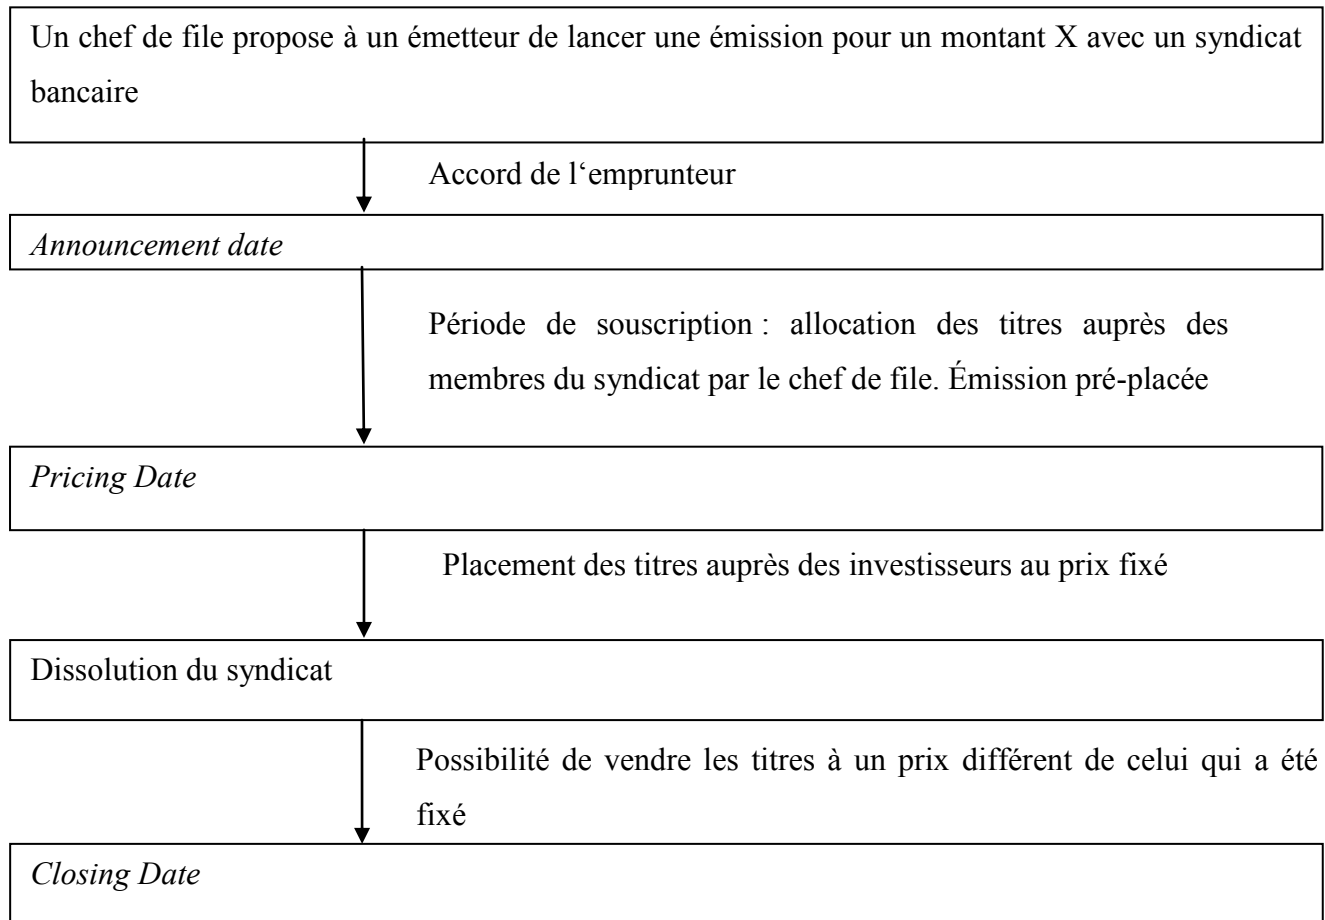 Un chef de file propose à un émetteur de lancer une émission pour un montant X avec un syndicat
bancaire
Accord de l‘emprunteur
Announcement date
Période de souscription : allocation des titres auprès des
membres du syndicat par le chef de file. Émission pré-placée
Pricing Date
Placement des titres auprès des investisseurs au prix fixé
Dissolution du syndicat
Possibilité de vendre les titres à un prix différent de celui qui a été
fixé
Closing Date